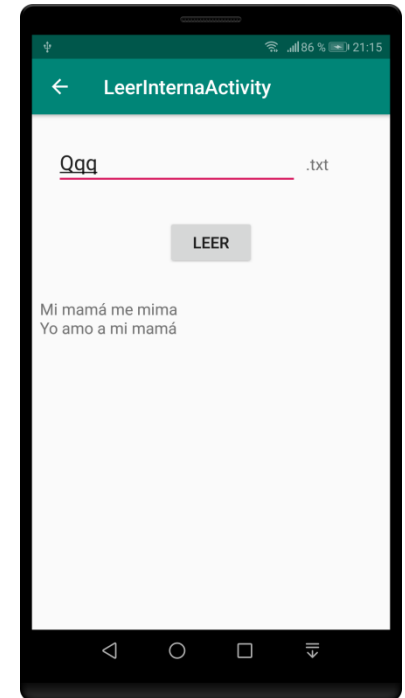 86 % 21:15
LeerInternaActivity
Qqq .txt
LEER
Mi mamá me mima
Yo amo a mi mamá